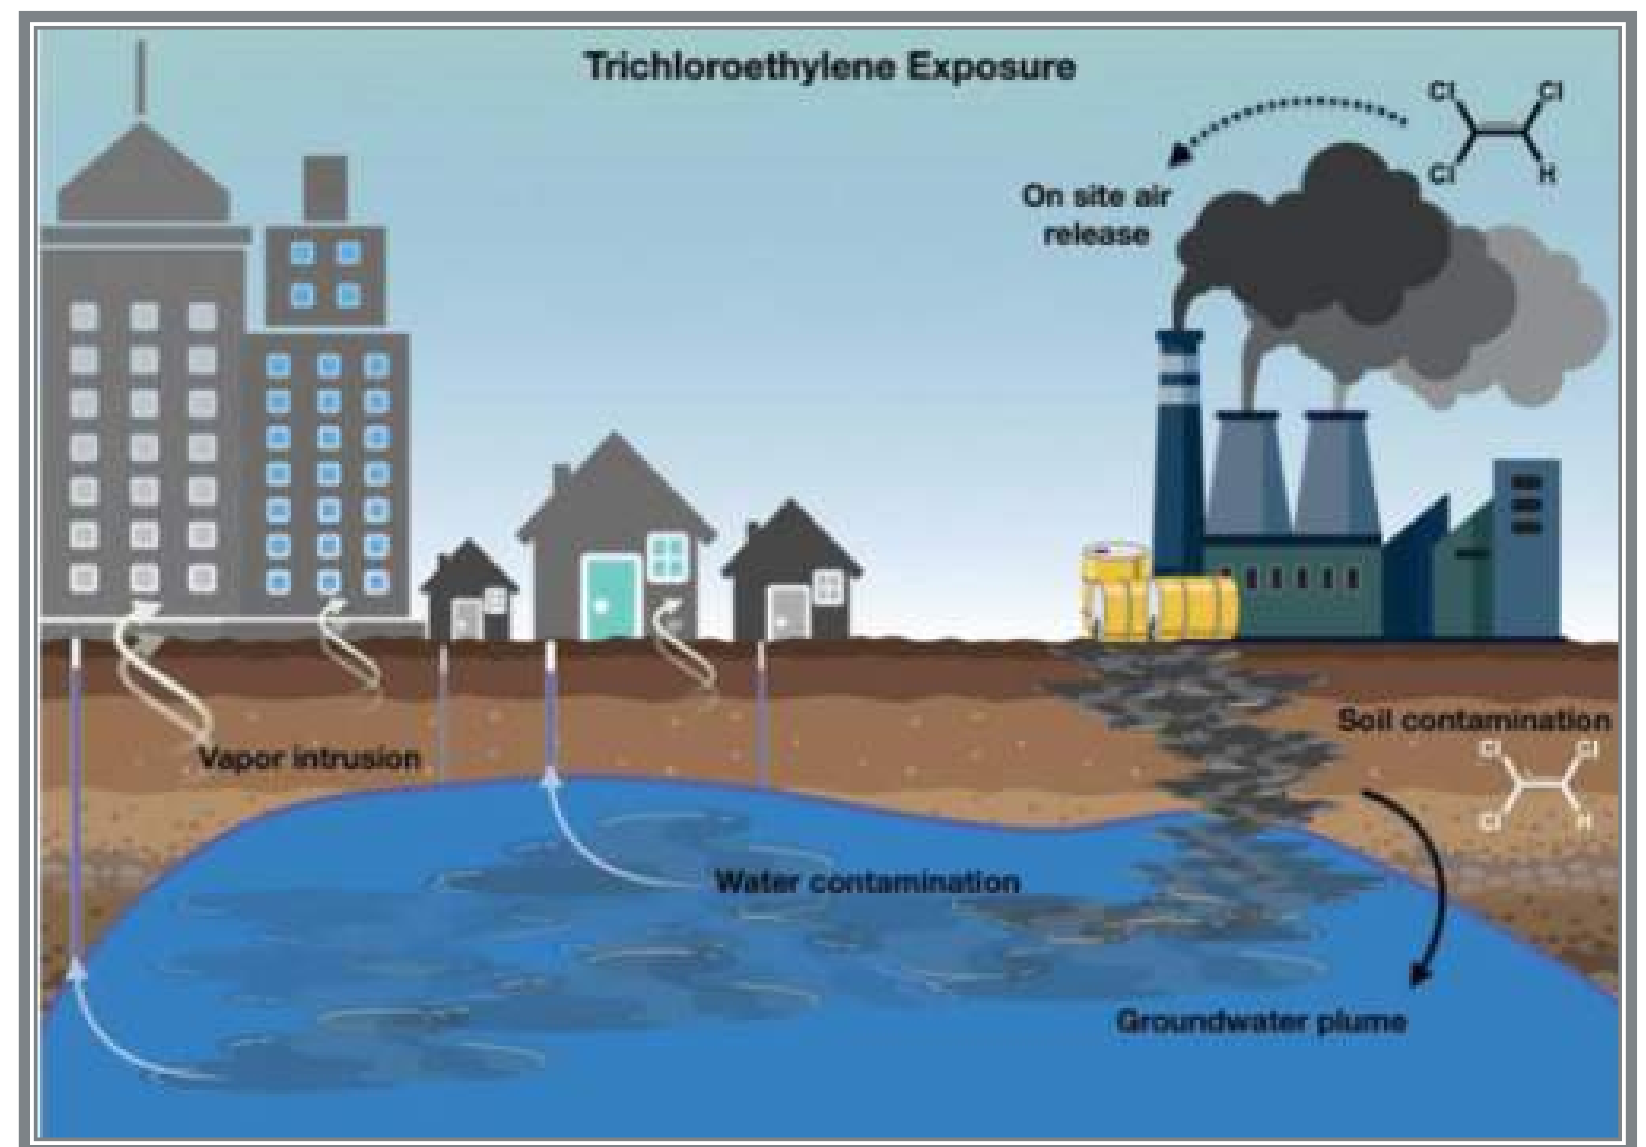 Trichloroethylene Exposure
Cl Cl
Cl H
On site air
release
Soil contamination
Cl Cl
Cl H
Vapor intrusion
Water contamination
Groundwater plume